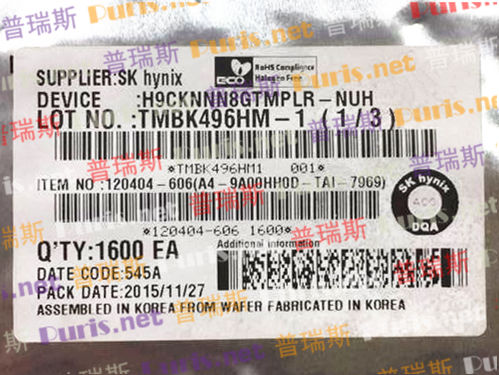 RoHS Compliance
ECO Halogen Free
SUPPLIER:SK hynix
DEVICE :H9CKNNN8GTMPLR-NUH
LOT NO. :TMBK496HM-1 ( 1/3)
*TMBK496HM1 001*
ITEM NO :120404-606(A4-9A00HH0D-TAI-7969)
SK hynix
DQA
*120404-606 1600*
Q'TY:1600 EA
Additional information
DATE CODE:545A
PACK DATE:2015/11/27
ASSEMBLED IN KOREA FROM WAFER FABRICATED IN KOREA
普瑞斯 Puris.net